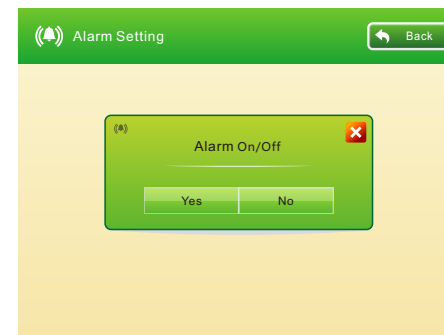 Alarm Setting
Back
Alarm On/Off
Yes
No